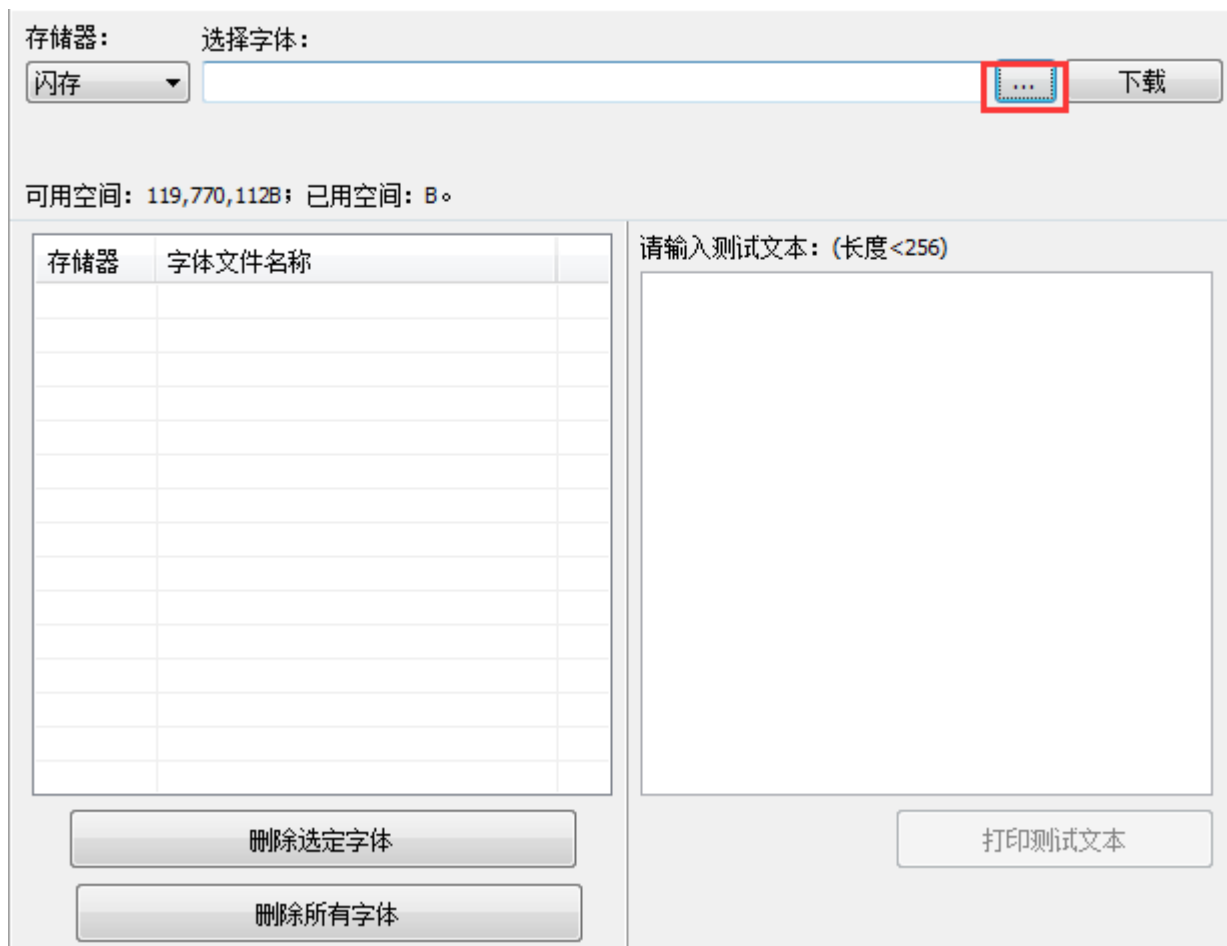 存储器： 选择字体：
闪存 ... 下载
可用空间：119,770,112B；已用空间：B。
存储器 字体文件名称
请输入测试文本：(长度<256)
删除选定字体
打印测试文本
删除所有字体